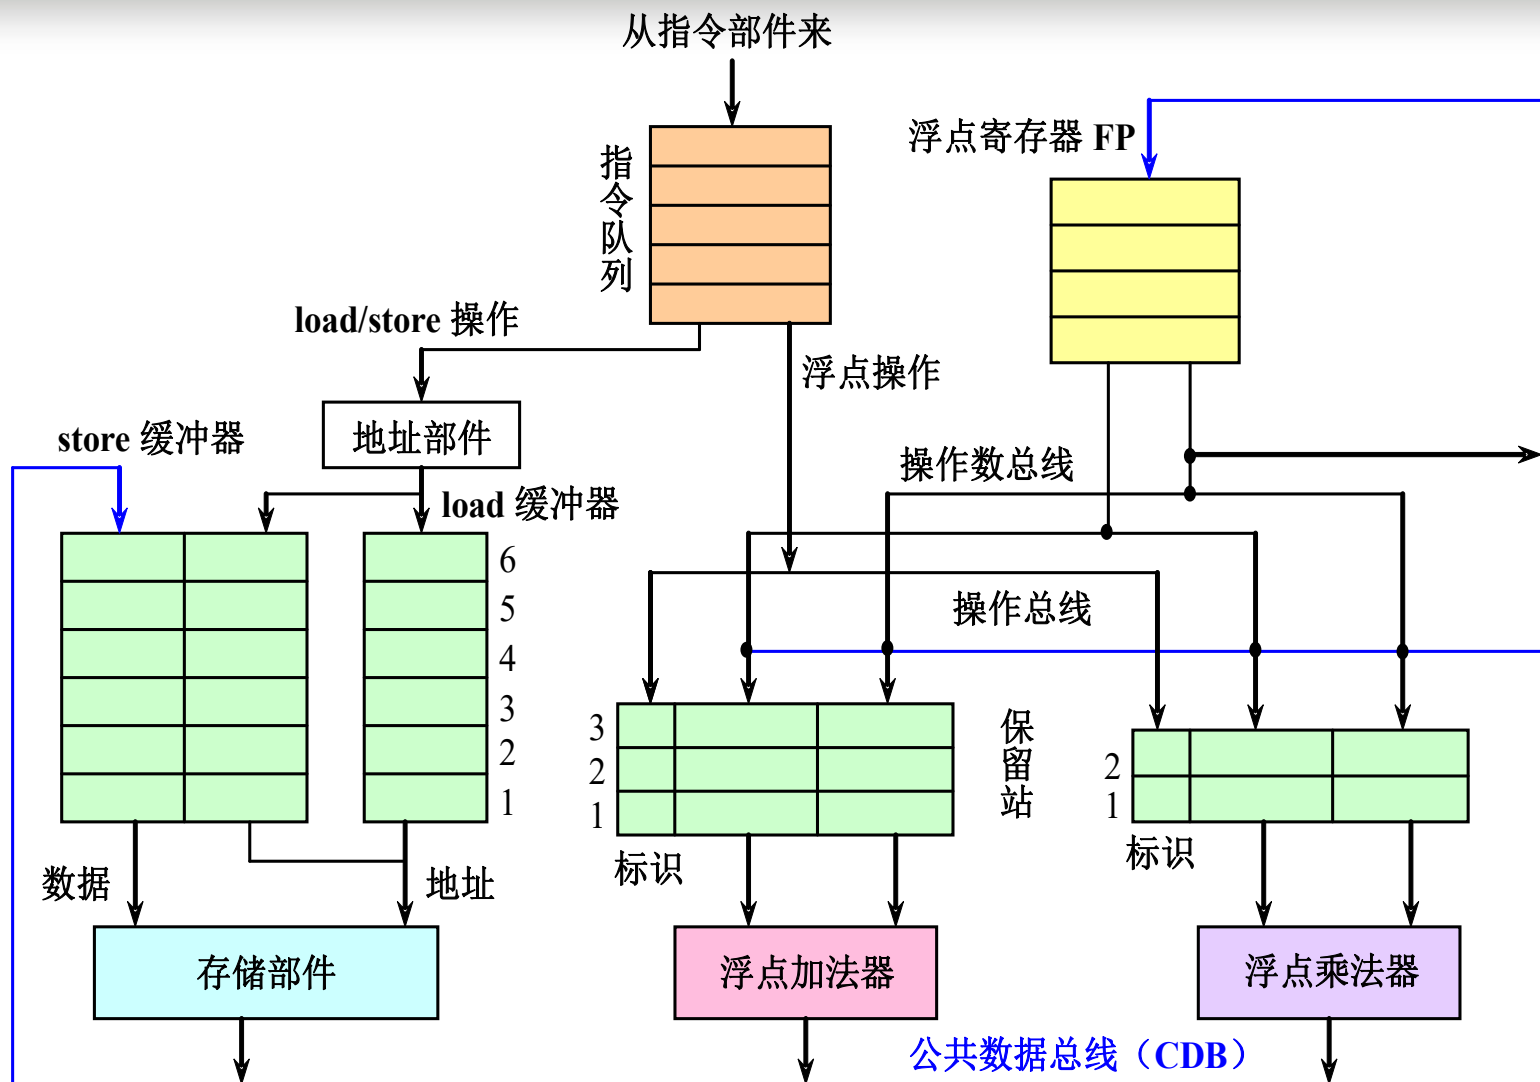 从指令部件来
浮点寄存器 FP
指令队列
load/store 操作
浮点操作
地址部件
store 缓冲器
操作数总线
load 缓冲器
6
5
4
3
2
1
操作总线
保留站
3
2
1
2
1
标识
标识
数据
地址
存储部件
浮点加法器
浮点乘法器
公共数据总线（CDB）